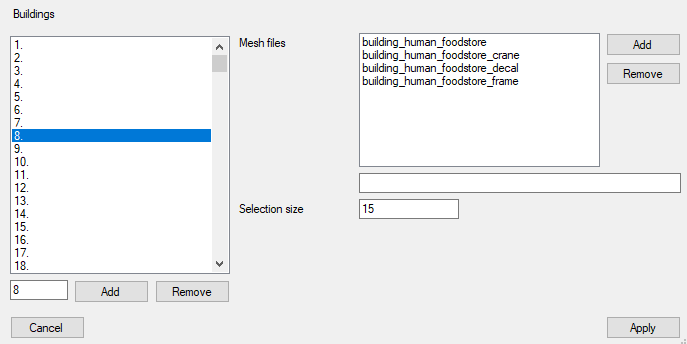 Buildings
1.
2.
3.
4.
5.
6.
7.
8.
9.
10.
11.
12.
13.
14.
15.
16.
17.
18.
8
Add
Remove
Mesh files
building_human_foodstore
building_human_foodstore_crane
building_human_foodstore_decal
building_human_foodstore_frame
Add
Remove
Selection size
15
Cancel
Apply